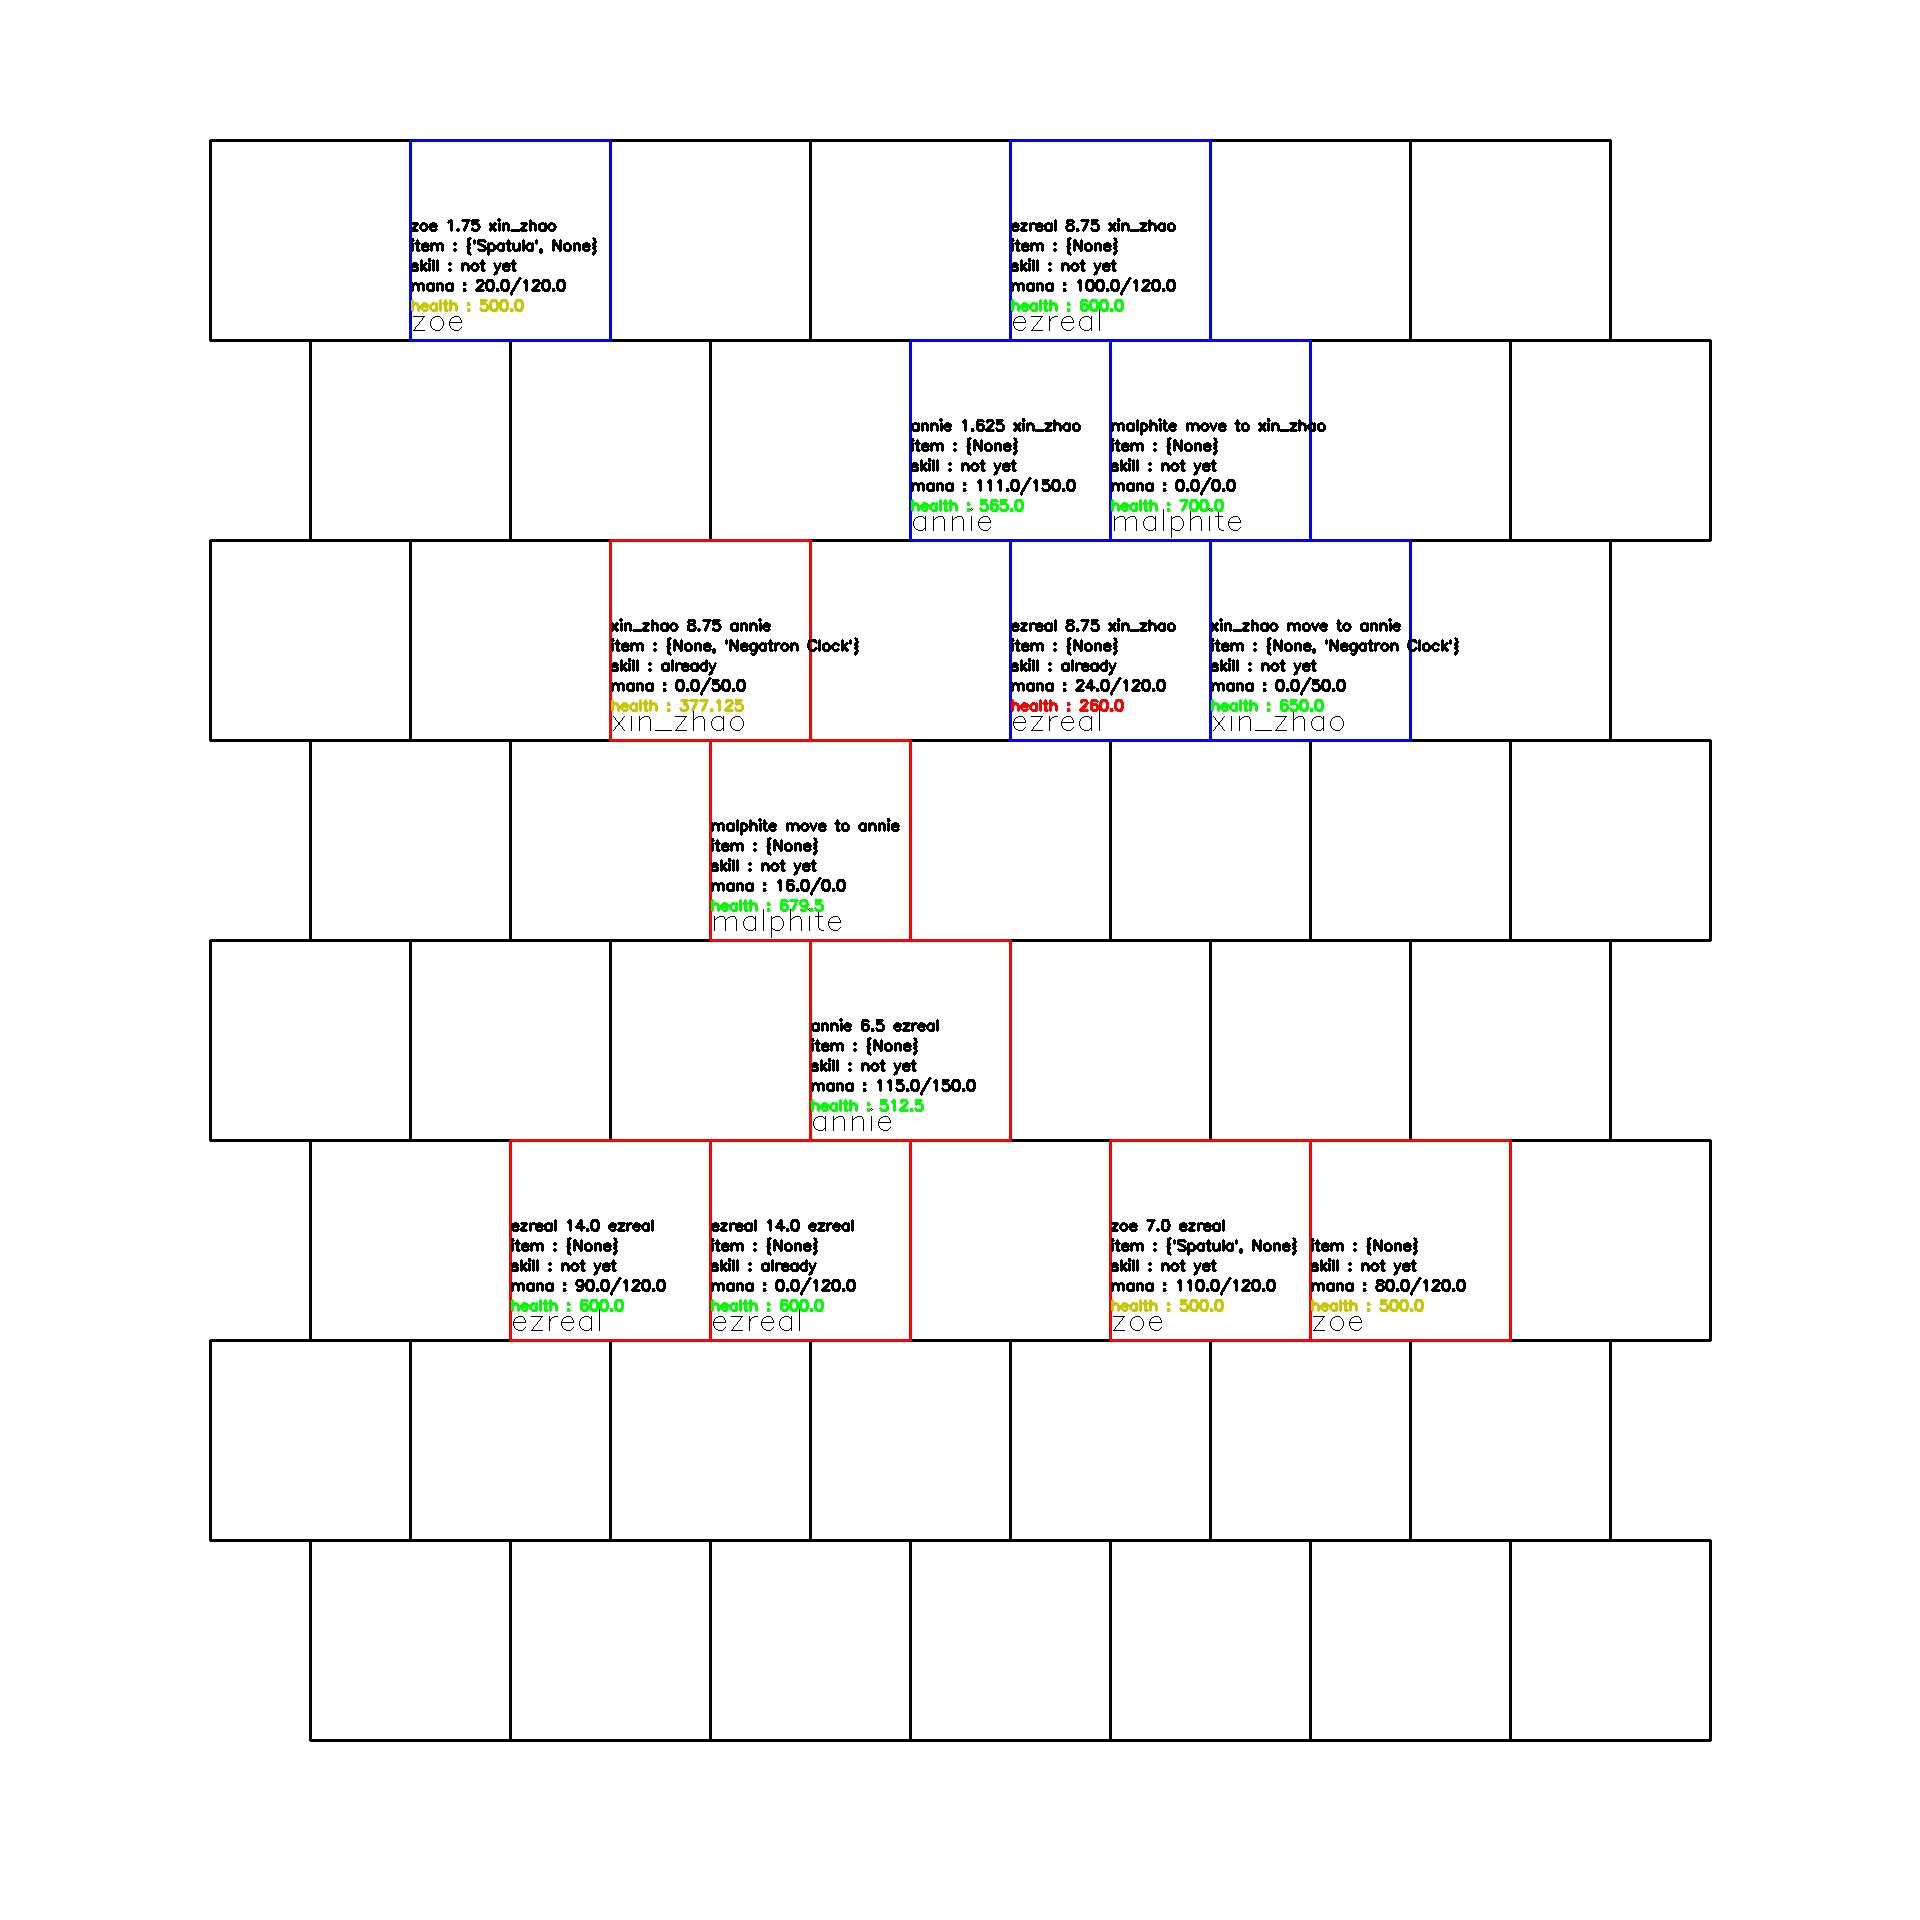 zoe 1.75 xin_zhao
item : {'Spatula', None}
skill : not yet
mana : 20.0/120.0
health : 500.0
zoe
ezreal 8.75 xin_zhao
item : {None}
skill : not yet
mana : 100.0/120.0
health : 600.0
ezreal
annie 1.625 xin_zhao
item : {None}
skill : not yet
mana : 111.0/150.0
health : 565.0
annie
malphite move to xin_zhao
item : {None}
skill : not yet
mana : 0.0/0.0
health : 700.0
malphite
xin_zhao 8.75 annie
item : {None, 'Negatron Clock'}
skill : already
mana : 0.0/50.0
health : 377.125
xin_zhao
ezreal 8.75 xin_zhao
item : {None}
skill : already
mana : 24.0/120.0
health : 260.0
ezreal
xin_zhao move to annie
item : {None, 'Negatron Clock'}
skill : not yet
mana : 0.0/50.0
health : 650.0
xin_zhao
malphite move to annie
item : {None}
skill : not yet
mana : 16.0/0.0
health : 679.5
malphite
annie 6.5 ezreal
item : {None}
skill : not yet
mana : 115.0/150.0
health : 512.5
annie
ezreal 14.0 ezreal
item : {None}
skill : not yet
mana : 90.0/120.0
health : 600.0
ezreal
ezreal 14.0 ezreal
item : {None}
skill : already
mana : 0.0/120.0
health : 600.0
ezreal
zoe 7.0 ezreal
item : {'Spatula', None}
skill : not yet
mana : 110.0/120.0
health : 500.0
zoe
item : {None}
skill : not yet
mana : 80.0/120.0
health : 500.0
zoe